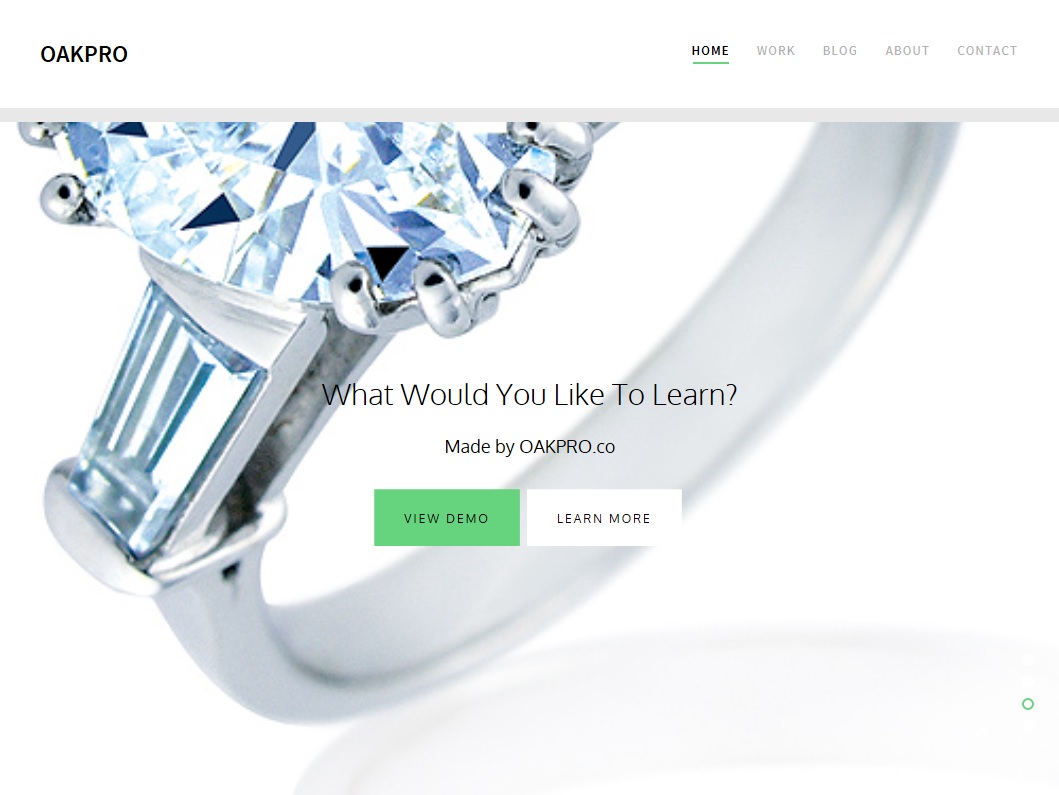 OAKPRO
HOME WORK BLOG ABOUT CONTACT
What Would You Like To Learn?
Made by OAKPRO.co
VIEW DEMO LEARN MORE